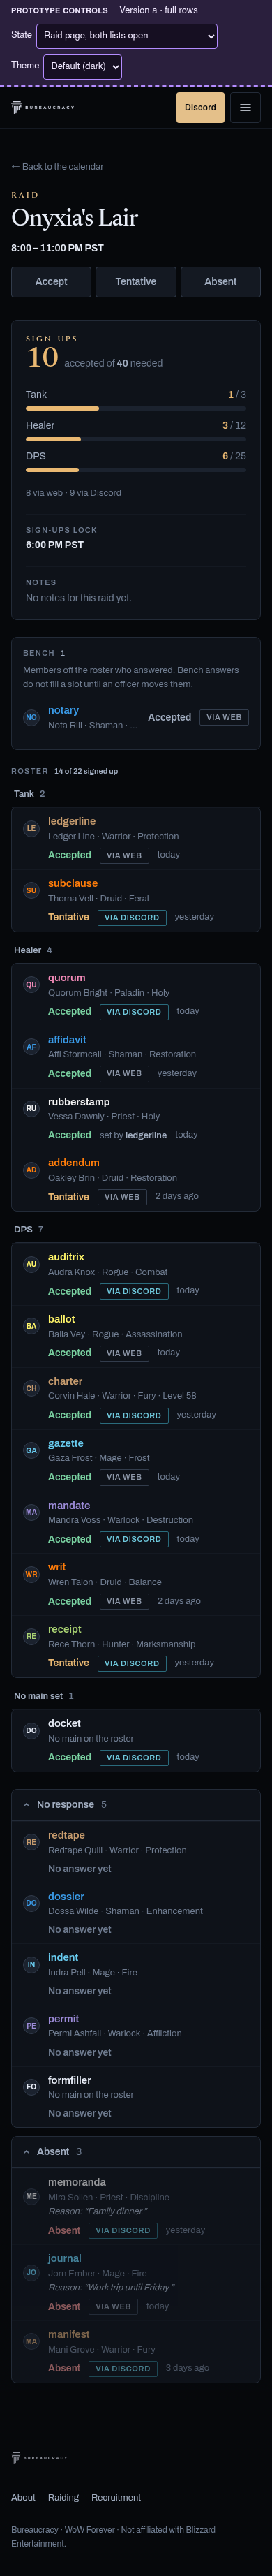 PROTOTYPE CONTROLS Version a · full rows
State Raid page, both lists open
Theme Default (dark)
BUREAUCRACY Discord
← Back to the calendar
RAID
Onyxia's Lair
8:00 – 11:00 PM PST
Accept Tentative Absent
SIGN-UPS
10 accepted of 40 needed
Tank 1 / 3
Healer 3 / 12
DPS 6 / 25
8 via web · 9 via Discord
SIGN-UPS LOCK
6:00 PM PST
NOTES
No notes for this raid yet.
BENCH 1
Members off the roster who answered. Bench answers
do not fill a slot until an officer moves them.
NO notary Accepted VIA WEB
Nota Rill · Shaman · ...
ROSTER 14 of 22 signed up
Tank 2
LE ledgerline
Ledger Line · Warrior · Protection
Accepted VIA WEB today
SU subclause
Thorna Vell · Druid · Feral
Tentative VIA DISCORD yesterday
Healer 4
QU quorum
Quorum Bright · Paladin · Holy
Accepted VIA DISCORD today
AF affidavit
Affi Stormcall · Shaman · Restoration
Accepted VIA WEB yesterday
RU rubberstamp
Vessa Dawnly · Priest · Holy
Accepted set by ledgerline today
AD addendum
Oakley Brin · Druid · Restoration
Tentative VIA WEB 2 days ago
DPS 7
AU auditrix
Audra Knox · Rogue · Combat
Accepted VIA DISCORD today
BA ballot
Balla Vey · Rogue · Assassination
Accepted VIA WEB today
CH charter
Corvin Hale · Warrior · Fury · Level 58
Accepted VIA DISCORD yesterday
GA gazette
Gaza Frost · Mage · Frost
Accepted VIA WEB today
MA mandate
Mandra Voss · Warlock · Destruction
Accepted VIA DISCORD today
WR writ
Wren Talon · Druid · Balance
Accepted VIA WEB 2 days ago
RE receipt
Rece Thorn · Hunter · Marksmanship
Tentative VIA DISCORD yesterday
No main set 1
DO docket
No main on the roster
Accepted VIA DISCORD today
No response 5
RE redtape
Redtape Quill · Warrior · Protection
No answer yet
DO dossier
Dossa Wilde · Shaman · Enhancement
No answer yet
IN indent
Indra Pell · Mage · Fire
No answer yet
PE permit
Permi Ashfall · Warlock · Affliction
No answer yet
FO formfiller
No main on the roster
No answer yet
Absent 3
ME memoranda
Mira Sollen · Priest · Discipline
Reason: “Family dinner.”
Absent VIA DISCORD yesterday
JO journal
Jorn Ember · Mage · Fire
Reason: “Work trip until Friday.”
Absent VIA WEB today
MA manifest
Mani Grove · Warrior · Fury
Absent VIA DISCORD 3 days ago
BUREAUCRACY
About Raiding Recruitment
Bureaucracy · WoW Forever · Not affiliated with Blizzard
Entertainment.